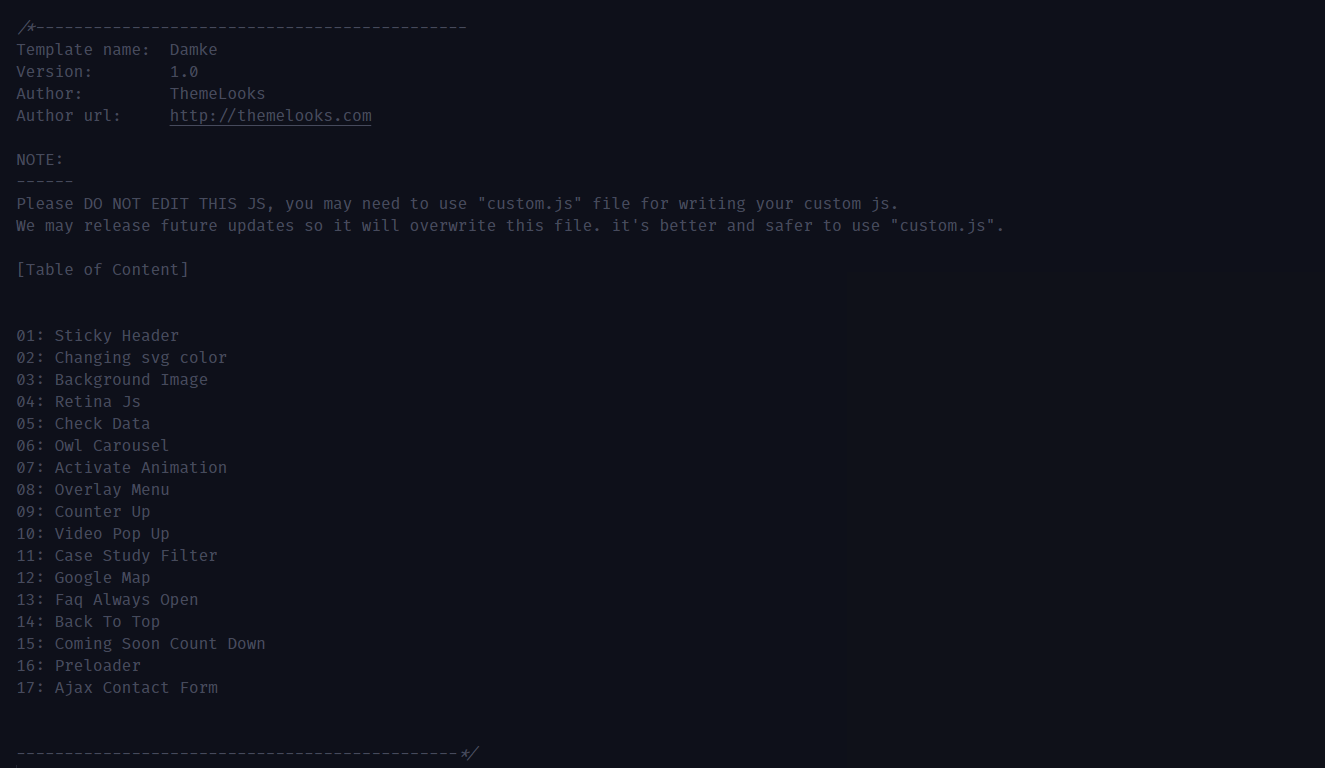 /*---------------------------------------------
Template name:  Damke
Version:        1.0
Author:         ThemeLooks
Author url:     http://themelooks.com
NOTE:
------
Please DO NOT EDIT THIS JS, you may need to use "custom.js" file for writing your custom js.
We may release future updates so it will overwrite this file. it's better and safer to use "custom.js".
[Table of Content]
01: Sticky Header
02: Changing svg color
03: Background Image
04: Retina Js
05: Check Data
06: Owl Carousel
07: Activate Animation
08: Overlay Menu
09: Counter Up
10: Video Pop Up
11: Case Study Filter
12: Google Map
13: Faq Always Open
14: Back To Top
15: Coming Soon Count Down
16: Preloader
17: Ajax Contact Form
----------------------------------------------*/